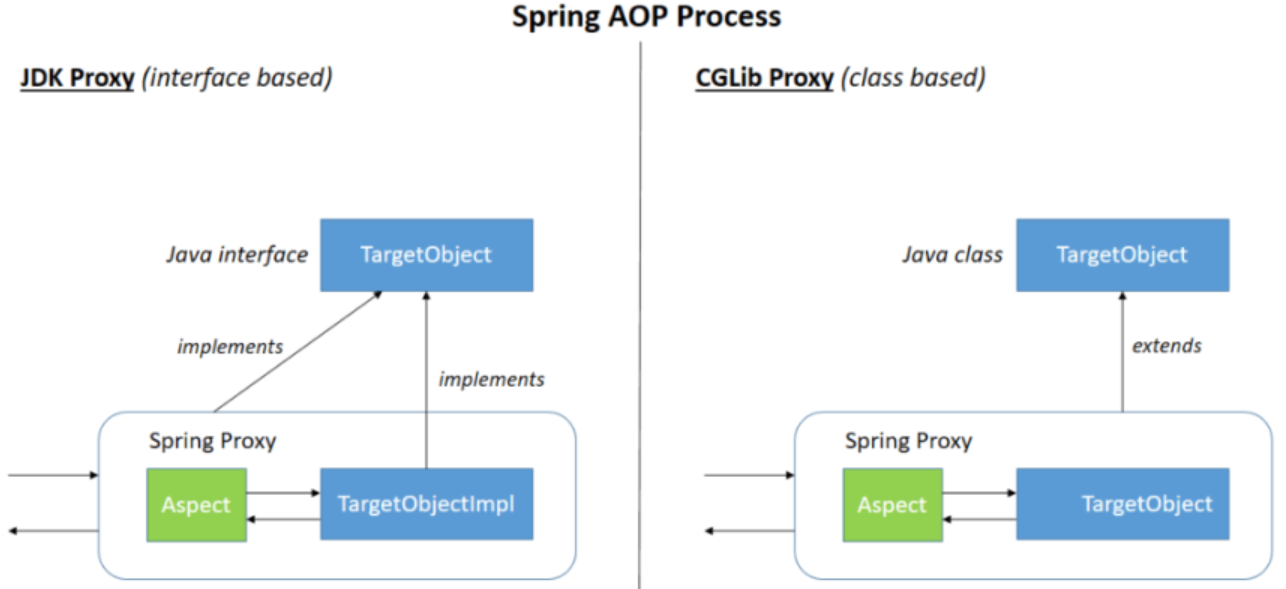 Spring AOP Process
JDK Proxy (interface based)
Java interface
TargetObject
implements
implements
Spring Proxy
Aspect
TargetObjectImpl
CGLib Proxy (class based)
Java class
TargetObject
extends
Spring Proxy
Aspect
TargetObject